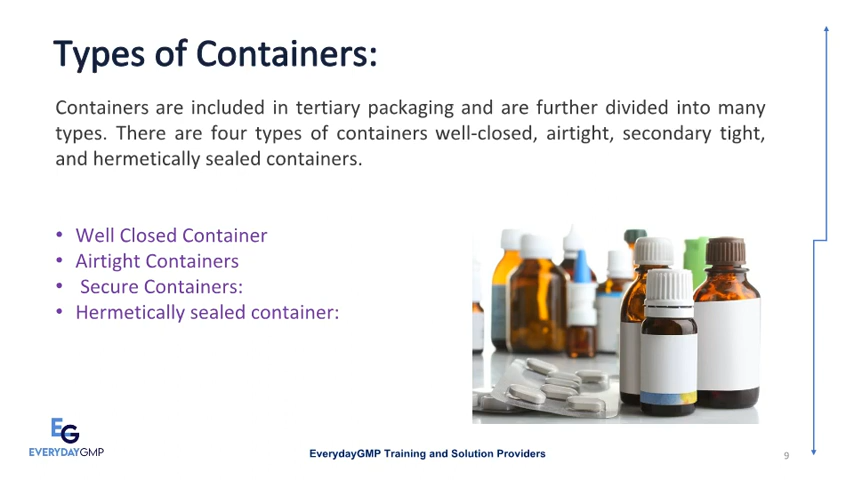 Types of Containers:
Containers are included in tertiary packaging and are further divided into many
types. There are four types of containers well-closed, airtight, secondary tight,
and hermetically sealed containers.
• Well Closed Container
• Airtight Containers
• Secure Containers:
• Hermetically sealed container:
EG
EVERYDAYGMP
EverydayGMP Training and Solution Providers
9